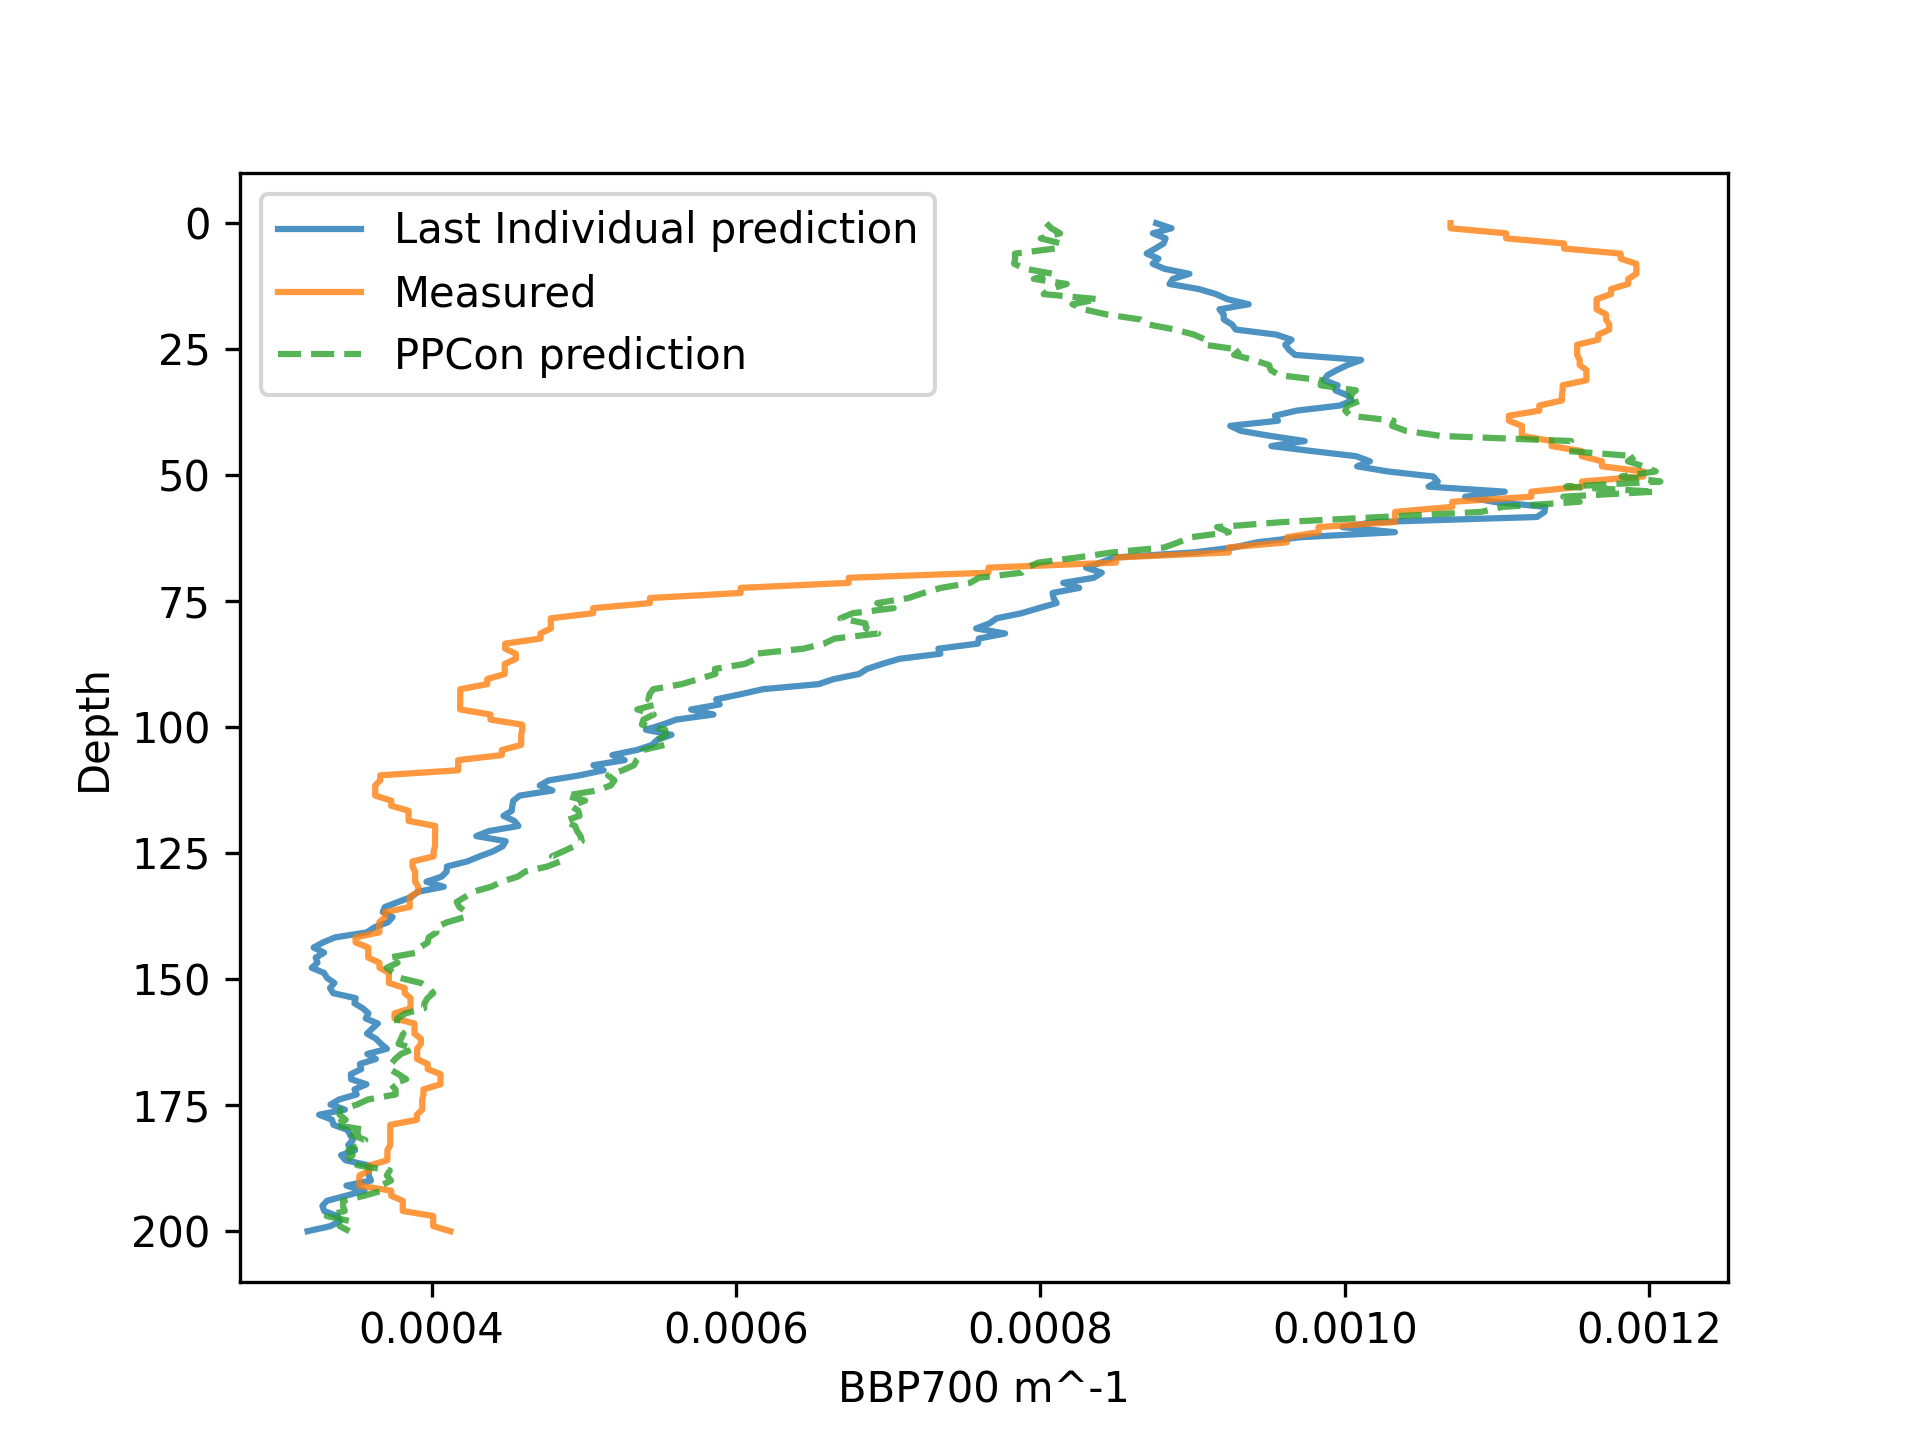 Last Individual prediction
Measured
PPCon prediction
0
25
50
75
100
125
150
175
200
Depth
0.0004 0.0006 0.0008 0.0010 0.0012
BBP700 m^-1